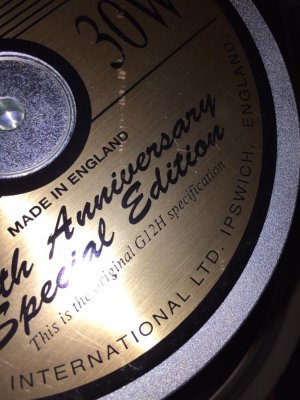 30W
MADE IN ENGLAND
th Anniversary
Special Edition
This is the original G12H specification
INTERNATIONAL LTD. IPSWICH, ENGLAND.